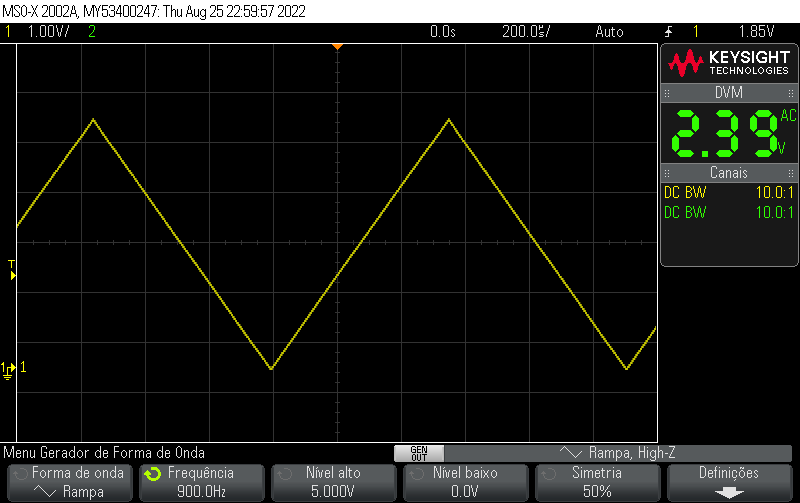 MSO-X 2002A, MY53400247: Thu Aug 25 22:59:57 2022
1 1.00V/ 2 0.0s 200.0us/ Auto 1 1.85V
KEYSIGHT
TECHNOLOGIES
DVM
AC
2.39
V
Canais
DC BW 10.0:1
DC BW 10.0:1
T
1 1
Menu Gerador de Forma de Onda
GEN
OUT
Rampa, High-Z
Forma de onda
Rampa
Frequência
900.0Hz
Nível alto
5.000V
Nível baixo
0.0V
Simetria
50%
Definições